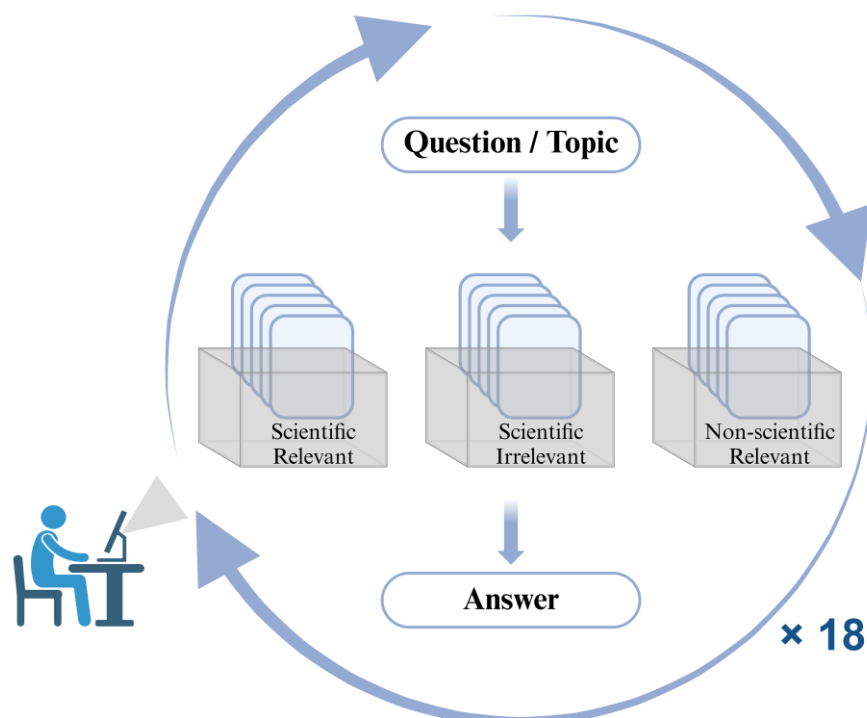 Question / Topic
Scientific
Relevant
Scientific
Irrelevant
Non-scientific
Relevant
Answer
× 18